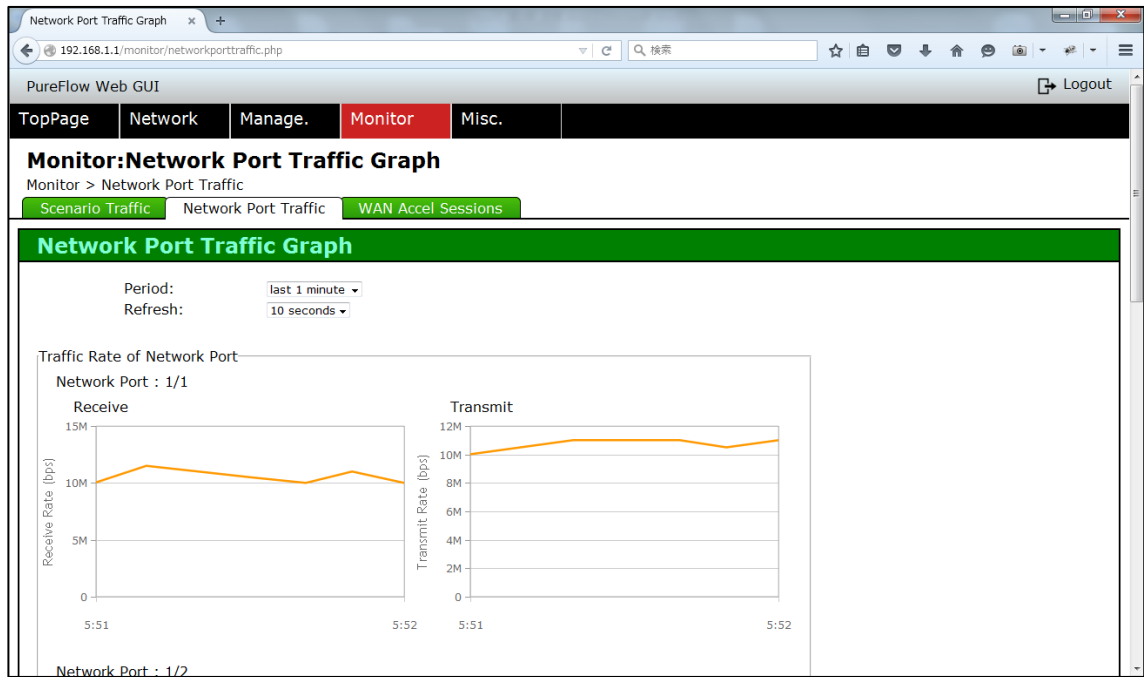 Network Port Traffic Graph
192.168.1.1/monitor/networkporttraffic.php
検索
PureFlow Web GUI
Logout
TopPage Network Manage. Monitor Misc.
Monitor:Network Port Traffic Graph
Monitor > Network Port Traffic
Scenario Traffic Network Port Traffic WAN Accel Sessions
Network Port Traffic Graph
Period: last 1 minute
Refresh: 10 seconds
Traffic Rate of Network Port
Network Port : 1/1
Receive
Receive Rate (bps)
15M
10M
5M
0
5:51 5:52
Transmit
Transmit Rate (bps)
12M
10M
8M
6M
4M
2M
0
5:51 5:52
Network Port : 1/2